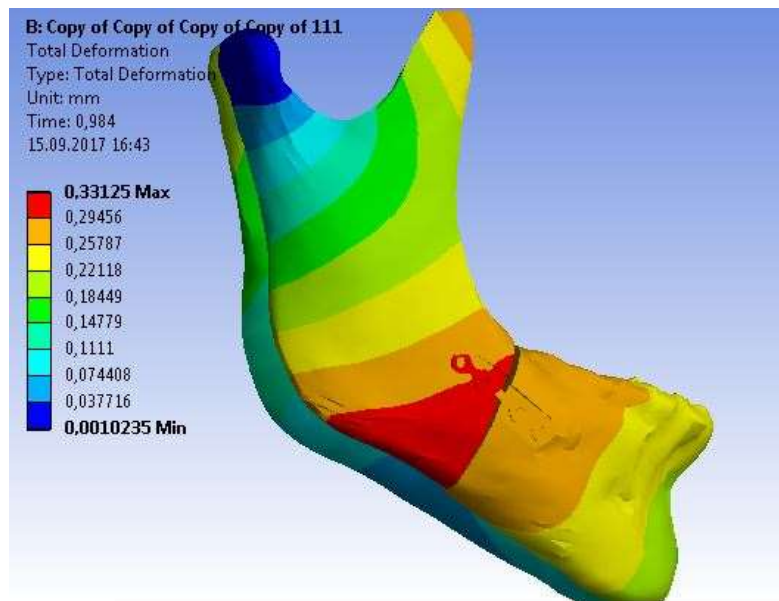 B: Copy of Copy of Copy of Copy of 111
Total Deformation
Type: Total Deformation
Unit: mm
Time: 0,984
15.09.2017 16:43
0,33125 Max
0,29456
0,25787
0,22118
0,18449
0,14779
0,1111
0,074408
0,037716
0,0010235 Min